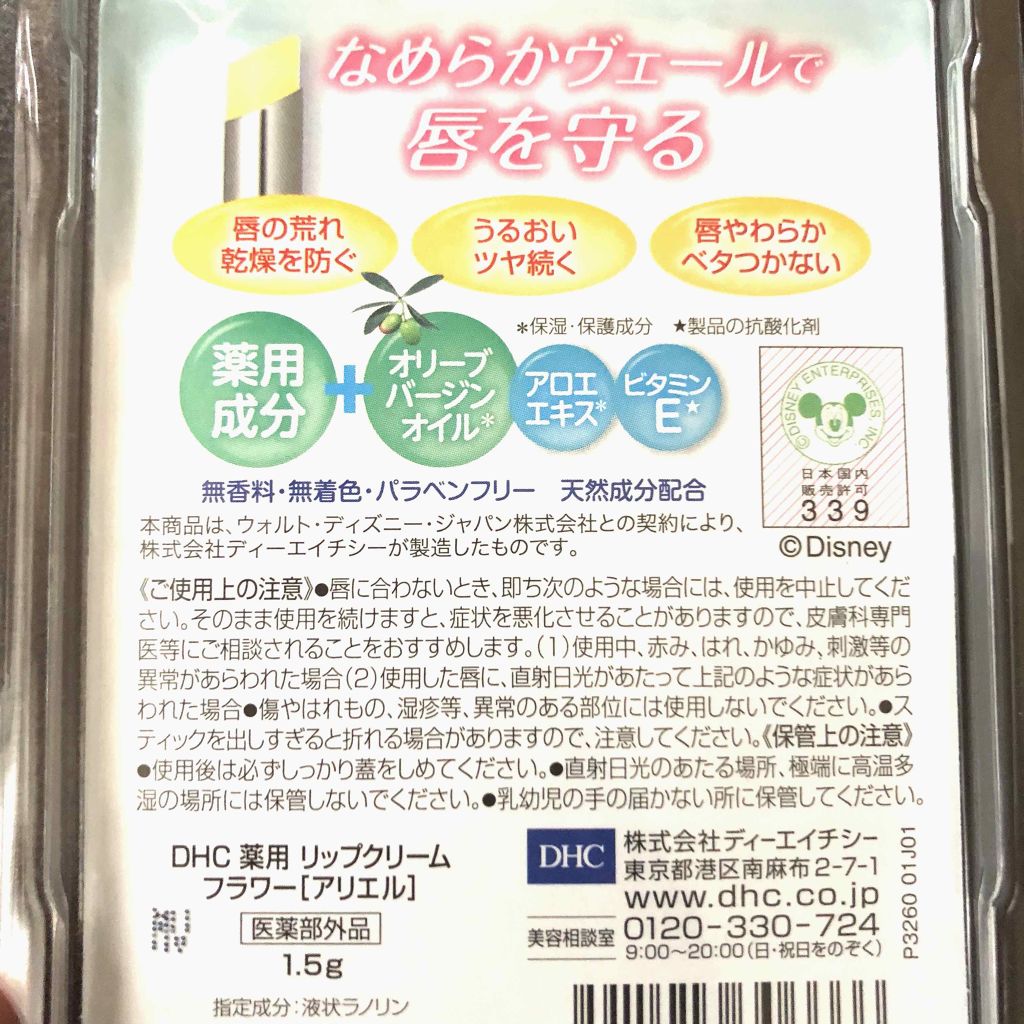 なめらかヴェールで
唇を守る
唇の荒れ
乾燥を防ぐ
うるおい
ツヤ続く
唇やわらか
ベタつかない
*保湿・保護成分 ★製品の抗酸化剤
薬用
成分
+
オリーブ
バージン
オイル*
アロエ
エキス*
ビタミン
E★
©DISNEY ENTERPRISES INC.
日本国内
販売許可
339
©Disney
無香料・無着色・パラベンフリー 天然成分配合
本商品は、ウォルト・ディズニー・ジャパン株式会社との契約により、
株式会社ディーエイチシーが製造したものです。
《ご使用上の注意》●唇に合わないとき、即ち次のような場合には、使用を中止してくだ
さい。そのまま使用を続けますと、症状を悪化させることがありますので、皮膚科専門
医等にご相談されることをおすすめします。(1)使用中、赤み、はれ、かゆみ、刺激等の
異常があらわれた場合(2)使用した唇に、直射日光があたって上記のような症状があら
われた場合●傷やはれもの、湿疹等、異常のある部位には使用しないでください。●ス
ティックを出しすぎると折れる場合がありますので、注意してください。《保管上の注意》
●使用後は必ずしっかり蓋をしめてください。●直射日光のあたる場所、極端に高温多
湿の場所には保管しないでください。●乳幼児の手の届かない所に保管してください。
DHC 薬用 リップクリーム
フラワー[アリエル]
医薬部外品
1.5g
指定成分:液状ラノリン
DHC
株式会社ディーエイチシー
東京都港区南麻布2-7-1
www.dhc.co.jp
美容相談室
0120-330-724
9:00~20:00(日・祝日をのぞく)
P3260 01J01